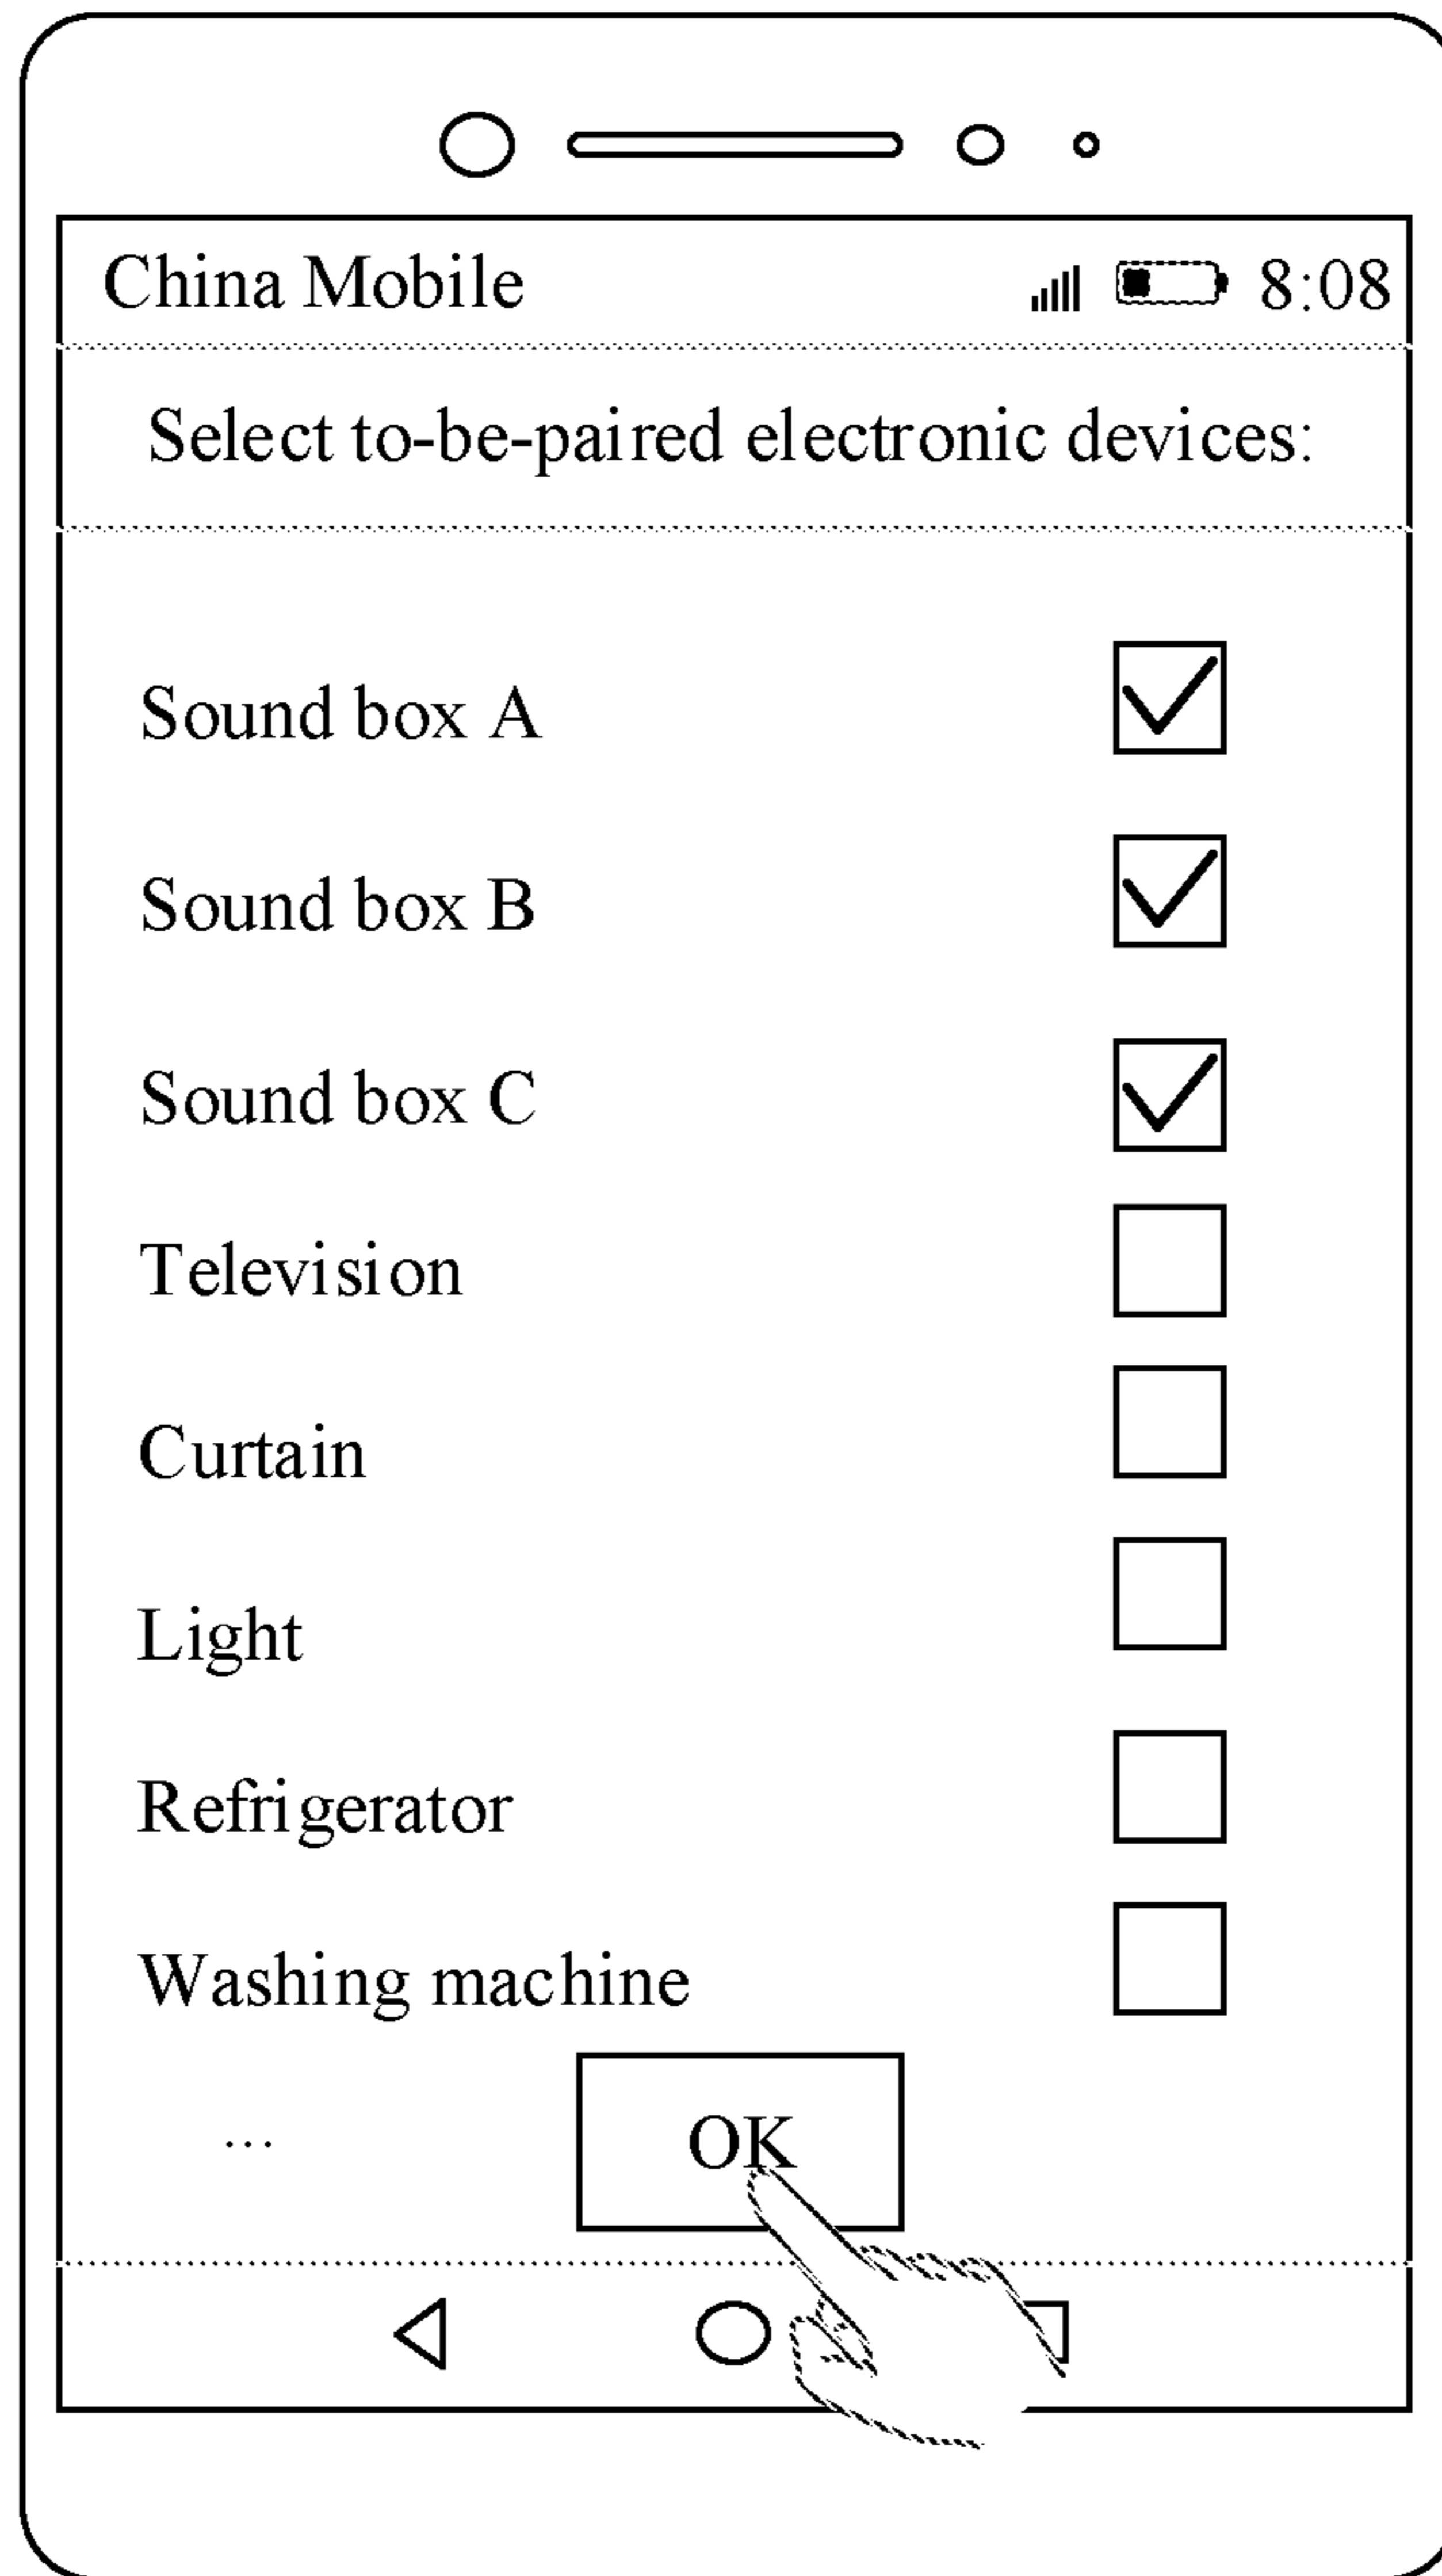 China Mobile 8:08
Select to-be-paired electronic devices:
Sound box A
Sound box B
Sound box C
Television
Curtain
Light
Refrigerator
Washing machine
...
OK